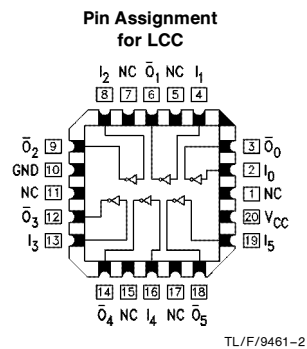 Pin Assignment
for LCC
I₂ NC Ō₁ NC I₁
8 7 6 5 4
Ō₂ 9
GND 10
NC 11
Ō₃ 12
I₃ 13
3 Ō₀
2 I₀
1 NC
20 V_CC
19 I₅
14 15 16 17 18
Ō₄ NC I₄ NC Ō₅
TL/F/9461–2